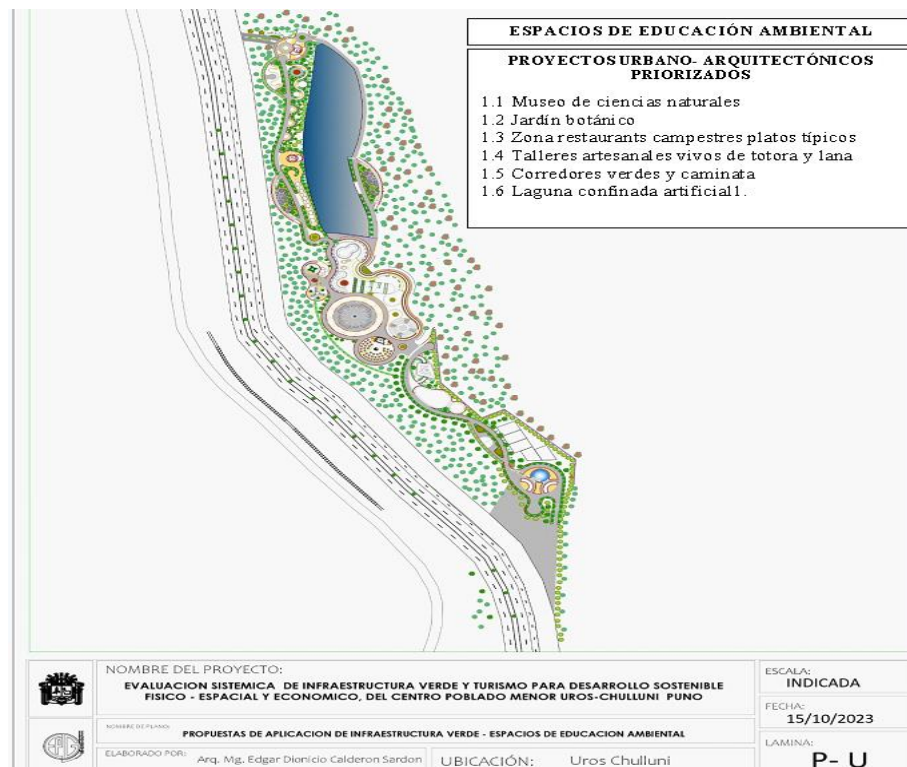 ESPACIOS DE EDUCACIÓN AMBIENTAL
PROYECTOS URBANO- ARQUITECTÓNICOS
PRIORIZADOS
1.1 Museo de ciencias naturales
1.2 Jardín botánico
1.3 Zona restaurants campestres platos típicos
1.4 Talleres artesanales vivos de totora y lana
1.5 Corredores verdes y caminata
1.6 Laguna confinada artificial1.
NOMBRE DEL PROYECTO:
EVALUACION SISTEMICA DE INFRAESTRUCTURA VERDE Y TURISMO PARA DESARROLLO SOSTENIBLE
FISICO - ESPACIAL Y ECONOMICO, DEL CENTRO POBLADO MENOR UROS-CHULLUNI PUNO
NOMBRE DE PLANO:
PROPUESTAS DE APLICACION DE INFRAESTRUCTURA VERDE - ESPACIOS DE EDUCACION AMBIENTAL
ELABORADO POR: Arq. Mg. Edgar Dionicio Calderon Sardon
UBICACIÓN: Uros Chulluni
ESCALA:
INDICADA
FECHA:
15/10/2023
LAMINA:
P- U